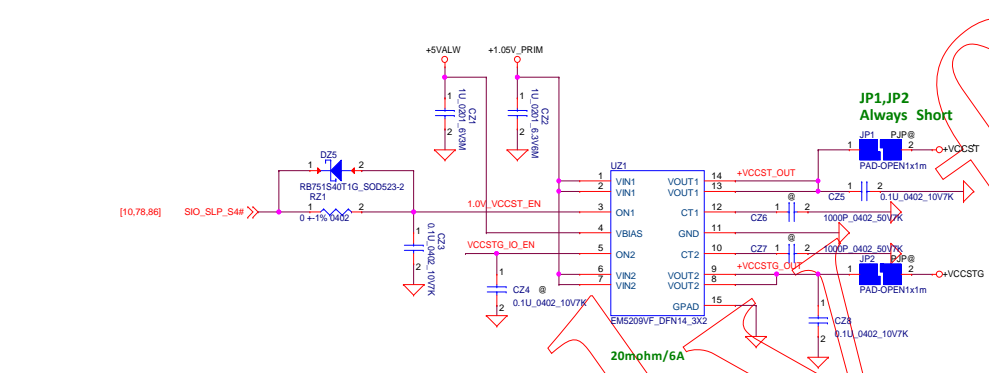 +5VALW
+1.05V_PRIM
1
2
1U_0201_6V3M
CZ1
1
2
1U_0201_6.3V6M
CZ2
JP1,JP2
Always Short
JP1
PJP@
1
2
+VCCST
PAD-OPEN1x1m
DZ5
1
2
RB751S40T1G_SOD523-2
RZ1
[10,78,86]
SIO_SLP_S4#
1
2
0 +-1% 0402
1
2
CZ3
0.1U_0402_10V7K
1.0V_VCCST_EN
VCCSTG_IO_EN
1
2
CZ4
@
0.1U_0402_10V7K
UZ1
1
VIN1
VOUT1
14
+VCCST_OUT
2
VIN1
VOUT1
13
1
2
CZ5
0.1U_0402_10V7K
3
ON1
CT1
12
@
1
2
CZ6
1000P_0402_50V7K
4
VBIAS
GND
11
5
ON2
CT2
10
@
1
2
CZ7
1000P_0402_50V7K
6
VIN2
VOUT2
9
+VCCSTG_OUT
7
VIN2
VOUT2
8
GPAD
15
EM5209VF_DFN14_3X2
JP2
PJP@
1
2
+VCCSTG
PAD-OPEN1x1m
1
2
CZ8
0.1U_0402_10V7K
20mohm/6A